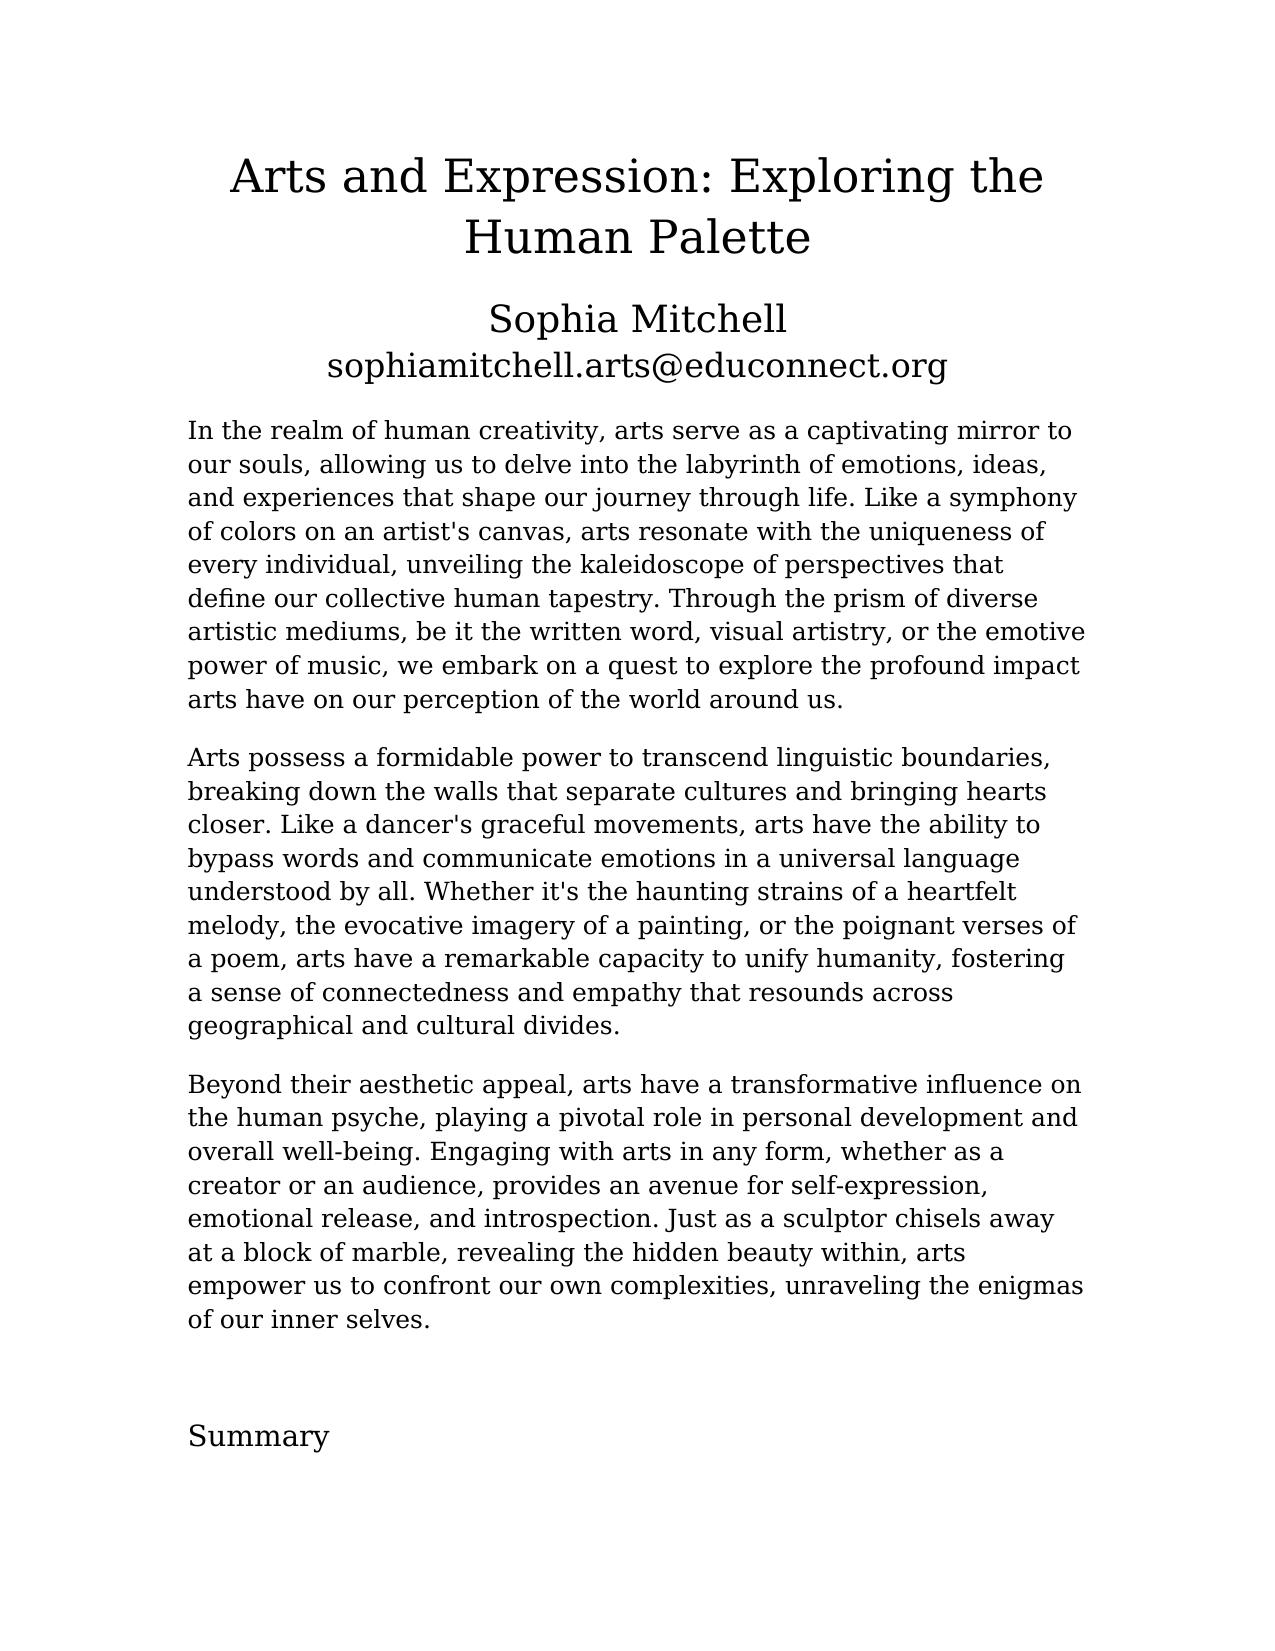 Arts and Expression: Exploring the
Human Palette
Sophia Mitchell
sophiamitchell.arts@educonnect.org
In the realm of human creativity, arts serve as a captivating mirror to
our souls, allowing us to delve into the labyrinth of emotions, ideas,
and experiences that shape our journey through life. Like a symphony
of colors on an artist's canvas, arts resonate with the uniqueness of
every individual, unveiling the kaleidoscope of perspectives that
define our collective human tapestry. Through the prism of diverse
artistic mediums, be it the written word, visual artistry, or the emotive
power of music, we embark on a quest to explore the profound impact
arts have on our perception of the world around us.
Arts possess a formidable power to transcend linguistic boundaries,
breaking down the walls that separate cultures and bringing hearts
closer. Like a dancer's graceful movements, arts have the ability to
bypass words and communicate emotions in a universal language
understood by all. Whether it's the haunting strains of a heartfelt
melody, the evocative imagery of a painting, or the poignant verses of
a poem, arts have a remarkable capacity to unify humanity, fostering
a sense of connectedness and empathy that resounds across
geographical and cultural divides.
Beyond their aesthetic appeal, arts have a transformative influence on
the human psyche, playing a pivotal role in personal development and
overall well-being. Engaging with arts in any form, whether as a
creator or an audience, provides an avenue for self-expression,
emotional release, and introspection. Just as a sculptor chisels away
at a block of marble, revealing the hidden beauty within, arts
empower us to confront our own complexities, unraveling the enigmas
of our inner selves.
Summary